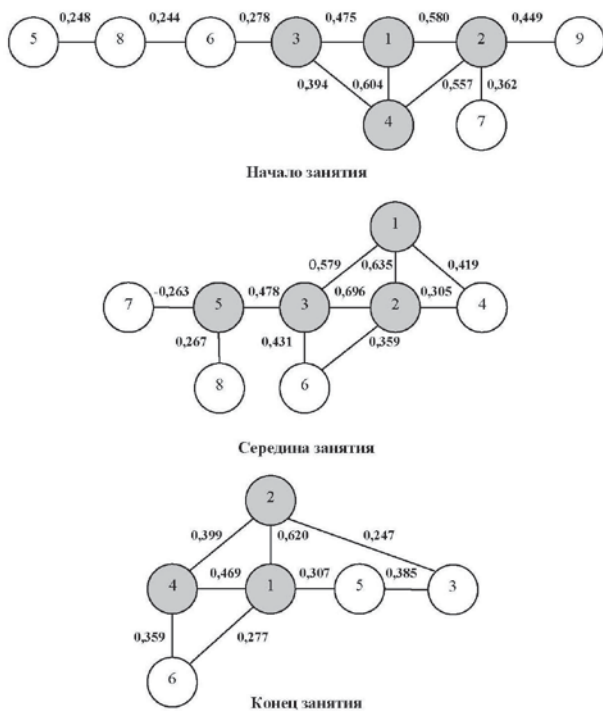 0,248 0,244 0,278 0,475 0,580 0,449
5 8 6 3 1 2 9
0,394 0,604 0,557 0,362
4 7
Начало занятия
1
0,579 0,635 0,419
-0,263 0,478 0,696 0,305
7 5 3 2 4
0,267 0,431 0,359
8 6
Середина занятия
2
0,399 0,620 0,247
0,469 0,307 0,385
4 1 5 3
0,359 0,277
6
Конец занятия